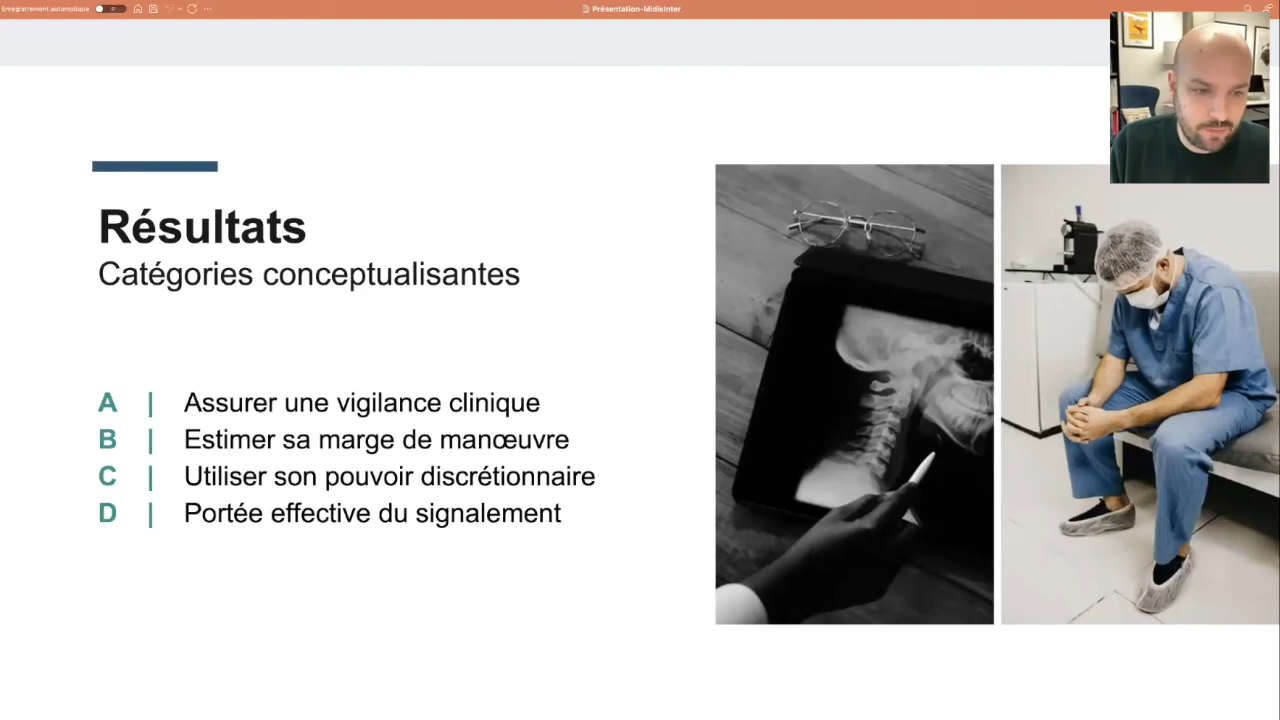 Enregistrement automatique
Présentation-MidisInter
Résultats
Catégories conceptualisantes
A | Assurer une vigilance clinique
B | Estimer sa marge de manœuvre
C | Utiliser son pouvoir discrétionnaire
D | Portée effective du signalement